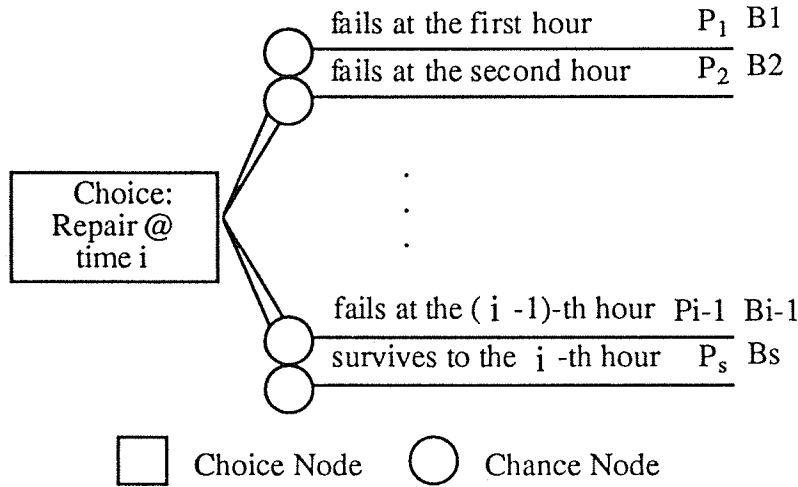 fails at the first hour P₁ B1
fails at the second hour P₂ B2
Choice:
Repair @
time i
fails at the ( i -1)-th hour Pi-1 Bi-1
survives to the i -th hour Pₛ Bs
Choice Node Chance Node